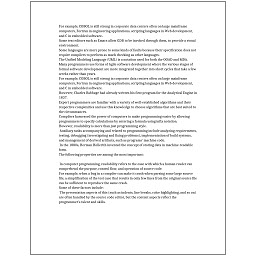 For example COBOL is still strong in corporate data centers often on large mainframe
computers, Fortran in engineering applications, scripting languages in Web development,
and C in embedded software.
Some text editors such as Emacs allow GDB to be invoked through them, to provide a visual
environment.
Some languages are more prone to some kinds of faults because their specification does not
require compilers to perform as much checking as other languages.
The Unified Modeling Language (UML) is a notation used for both the OOAD and MDA.
Many programmers use forms of Agile software development where the various stages of
formal software development are more integrated together into short cycles that take a few
weeks rather than years.
For example COBOL is still strong in corporate data centers often on large mainframe
computers, Fortran in engineering applications, scripting languages in Web development,
and C in embedded software.
However, Charles Babbage had already written his first program for the Analytical Engine in
1837.
Expert programmers are familiar with a variety of well-established algorithms and their
respective complexities and use this knowledge to choose algorithms that are best suited to
the circumstances.
Compilers harnessed the power of computers to make programming easier by allowing
programmers to specify calculations by entering a formula using infix notation.
However, readability is more than just programming style.
Auxiliary tasks accompanying and related to programming include analyzing requirements,
testing, debugging (investigating and fixing problems), implementation of build systems,
and management of derived artifacts, such as programs' machine code.
In the 1880s, Herman Hollerith invented the concept of storing data in machine-readable
form.
The following properties are among the most important:

In computer programming, readability refers to the ease with which a human reader can
comprehend the purpose, control flow, and operation of source code.
For example, when a bug in a compiler can make it crash when parsing some large source
file, a simplification of the test case that results in only few lines from the original source file
can be sufficient to reproduce the same crash.
Some of these factors include:
The presentation aspects of this (such as indents, line breaks, color highlighting, and so on)
are often handled by the source code editor, but the content aspects reflect the
programmer's talent and skills.